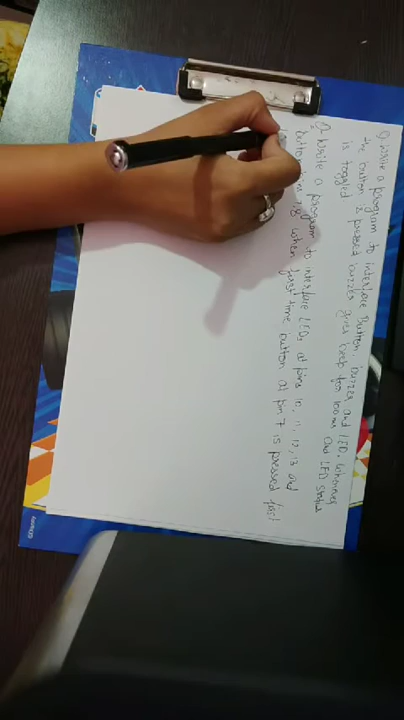 Q Write a program to interface Button, buzzer and LED. Whenever
the button is pressed buzzer gives beep for 100ms and LED status
is toggled
Q Write a program to interface LEDs at pins 10, 11, 12, 13 and
button 7 when first time button at pin 7 is pressed first